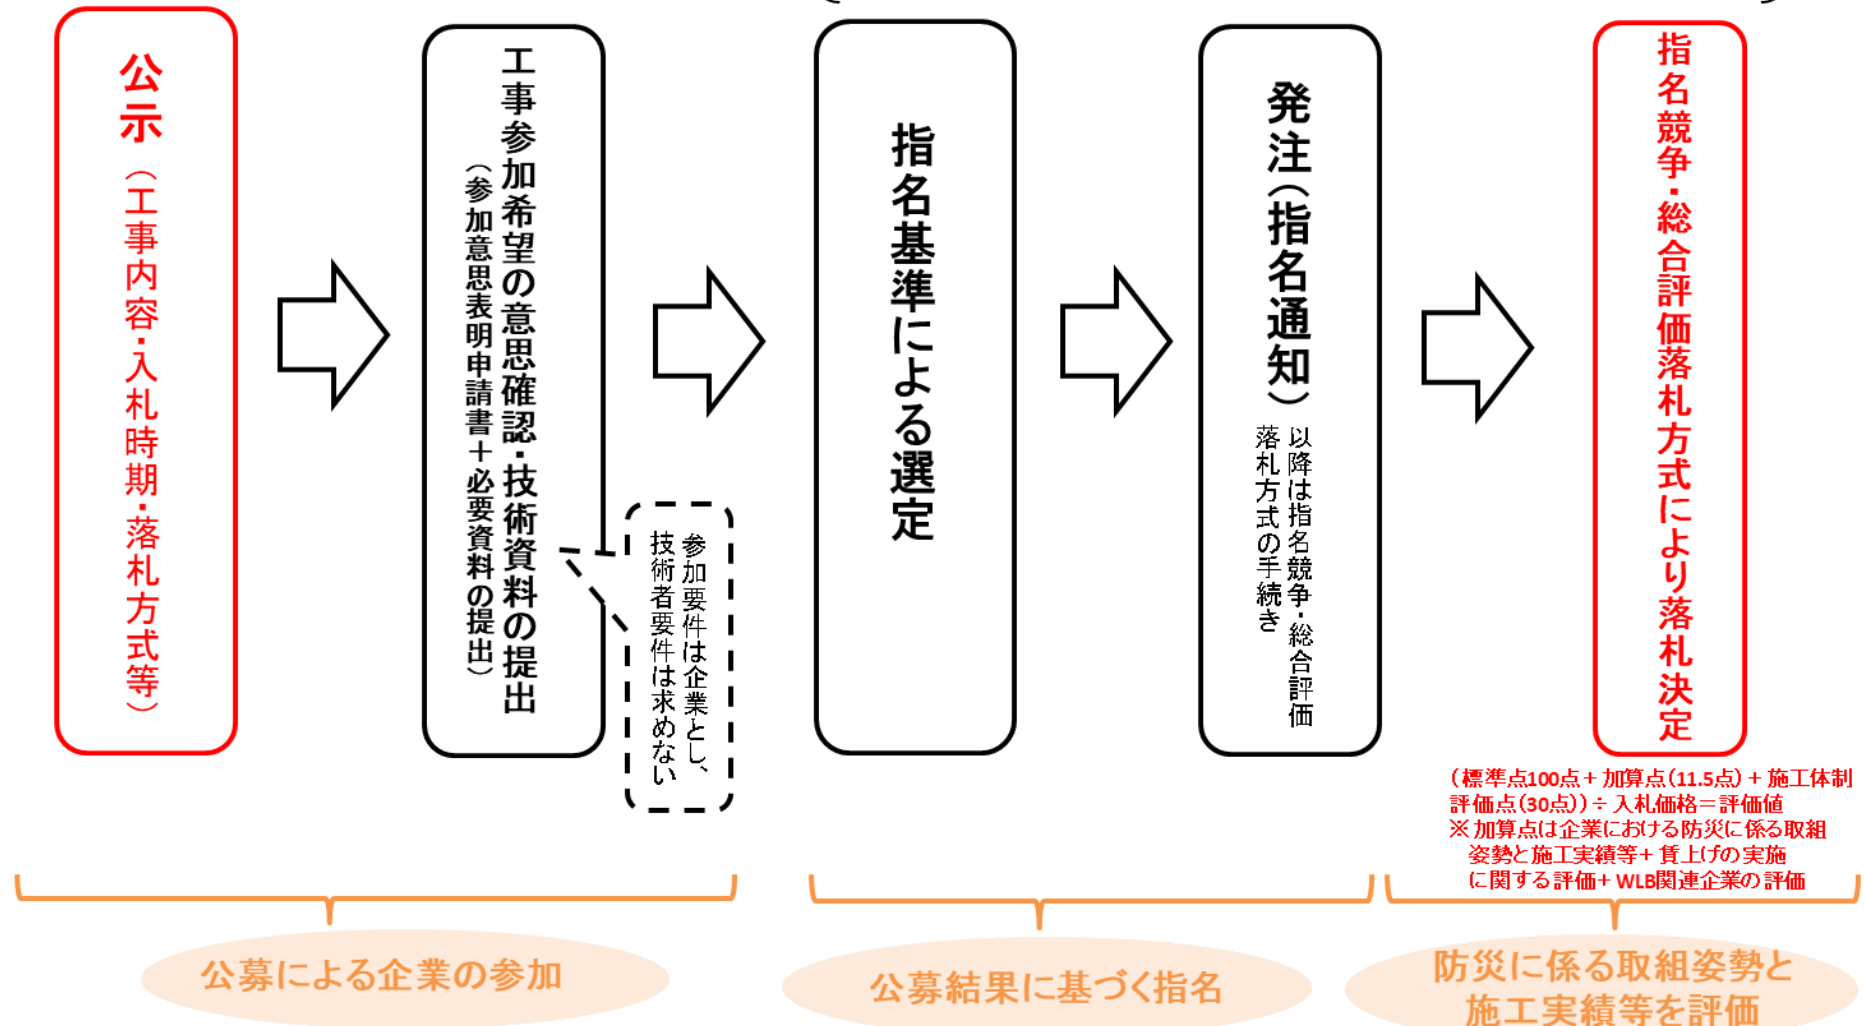 公示（工事内容・入札時期・落札方式等）
工事参加希望の意思確認・技術資料の提出
（参加意思表明申請書＋必要資料の提出）
参加要件は企業とし、
技術者要件は求めない
指名基準による選定
発注（指名通知）
以降は指名競争・総合評価
落札方式の手続き
指名競争・総合評価落札方式により落札決定
（標準点100点＋加算点（11.5点）＋施工体制
評価点（30点））÷入札価格＝評価値
※加算点は企業における防災に係る取組
姿勢と施工実績等＋賃上げの実施
に関する評価＋WLB関連企業の評価
公募による企業の参加
公募結果に基づく指名
防災に係る取組姿勢と
施工実績等を評価